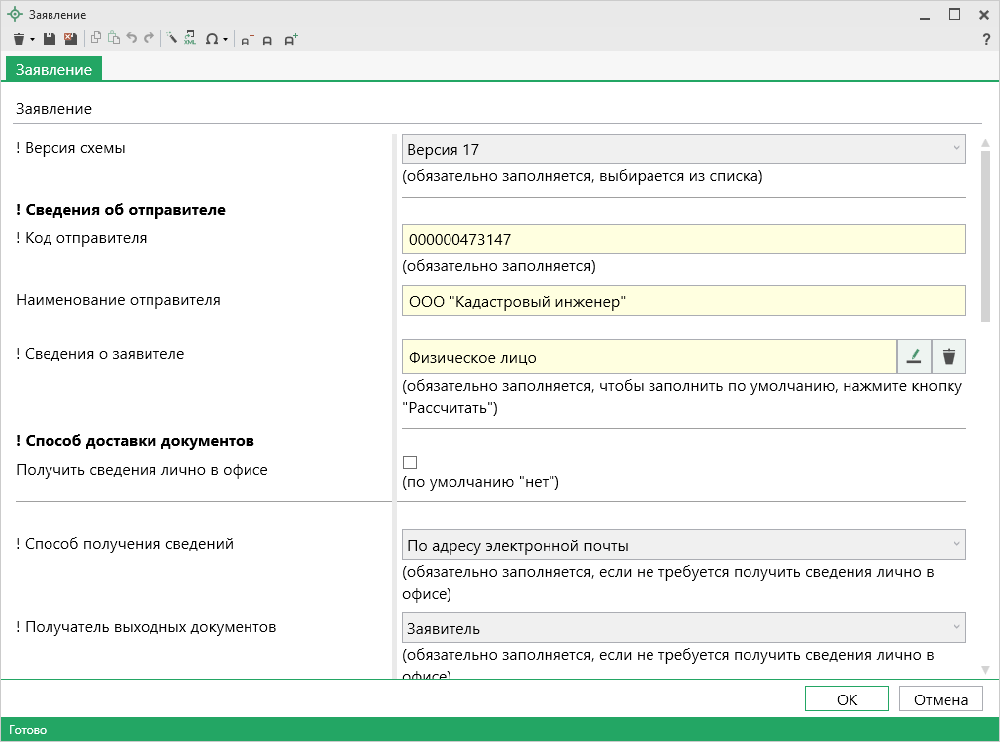 Заявление
XML
Ω
A⁻ A A⁺
?
Заявление
Заявление
! Версия схемы
Версия 17
(обязательно заполняется, выбирается из списка)
! Сведения об отправителе
! Код отправителя
000000473147
(обязательно заполняется)
Наименование отправителя
ООО "Кадастровый инженер"
! Сведения о заявителе
Физическое лицо
(обязательно заполняется, чтобы заполнить по умолчанию, нажмите кнопку
"Рассчитать")
! Способ доставки документов
Получить сведения лично в офисе
(по умолчанию "нет")
! Способ получения сведений
По адресу электронной почты
(обязательно заполняется, если не требуется получить сведения лично в
офисе)
! Получатель выходных документов
Заявитель
(обязательно заполняется, если не требуется получить сведения лично в
офисе)
ОК
Отмена
Готово